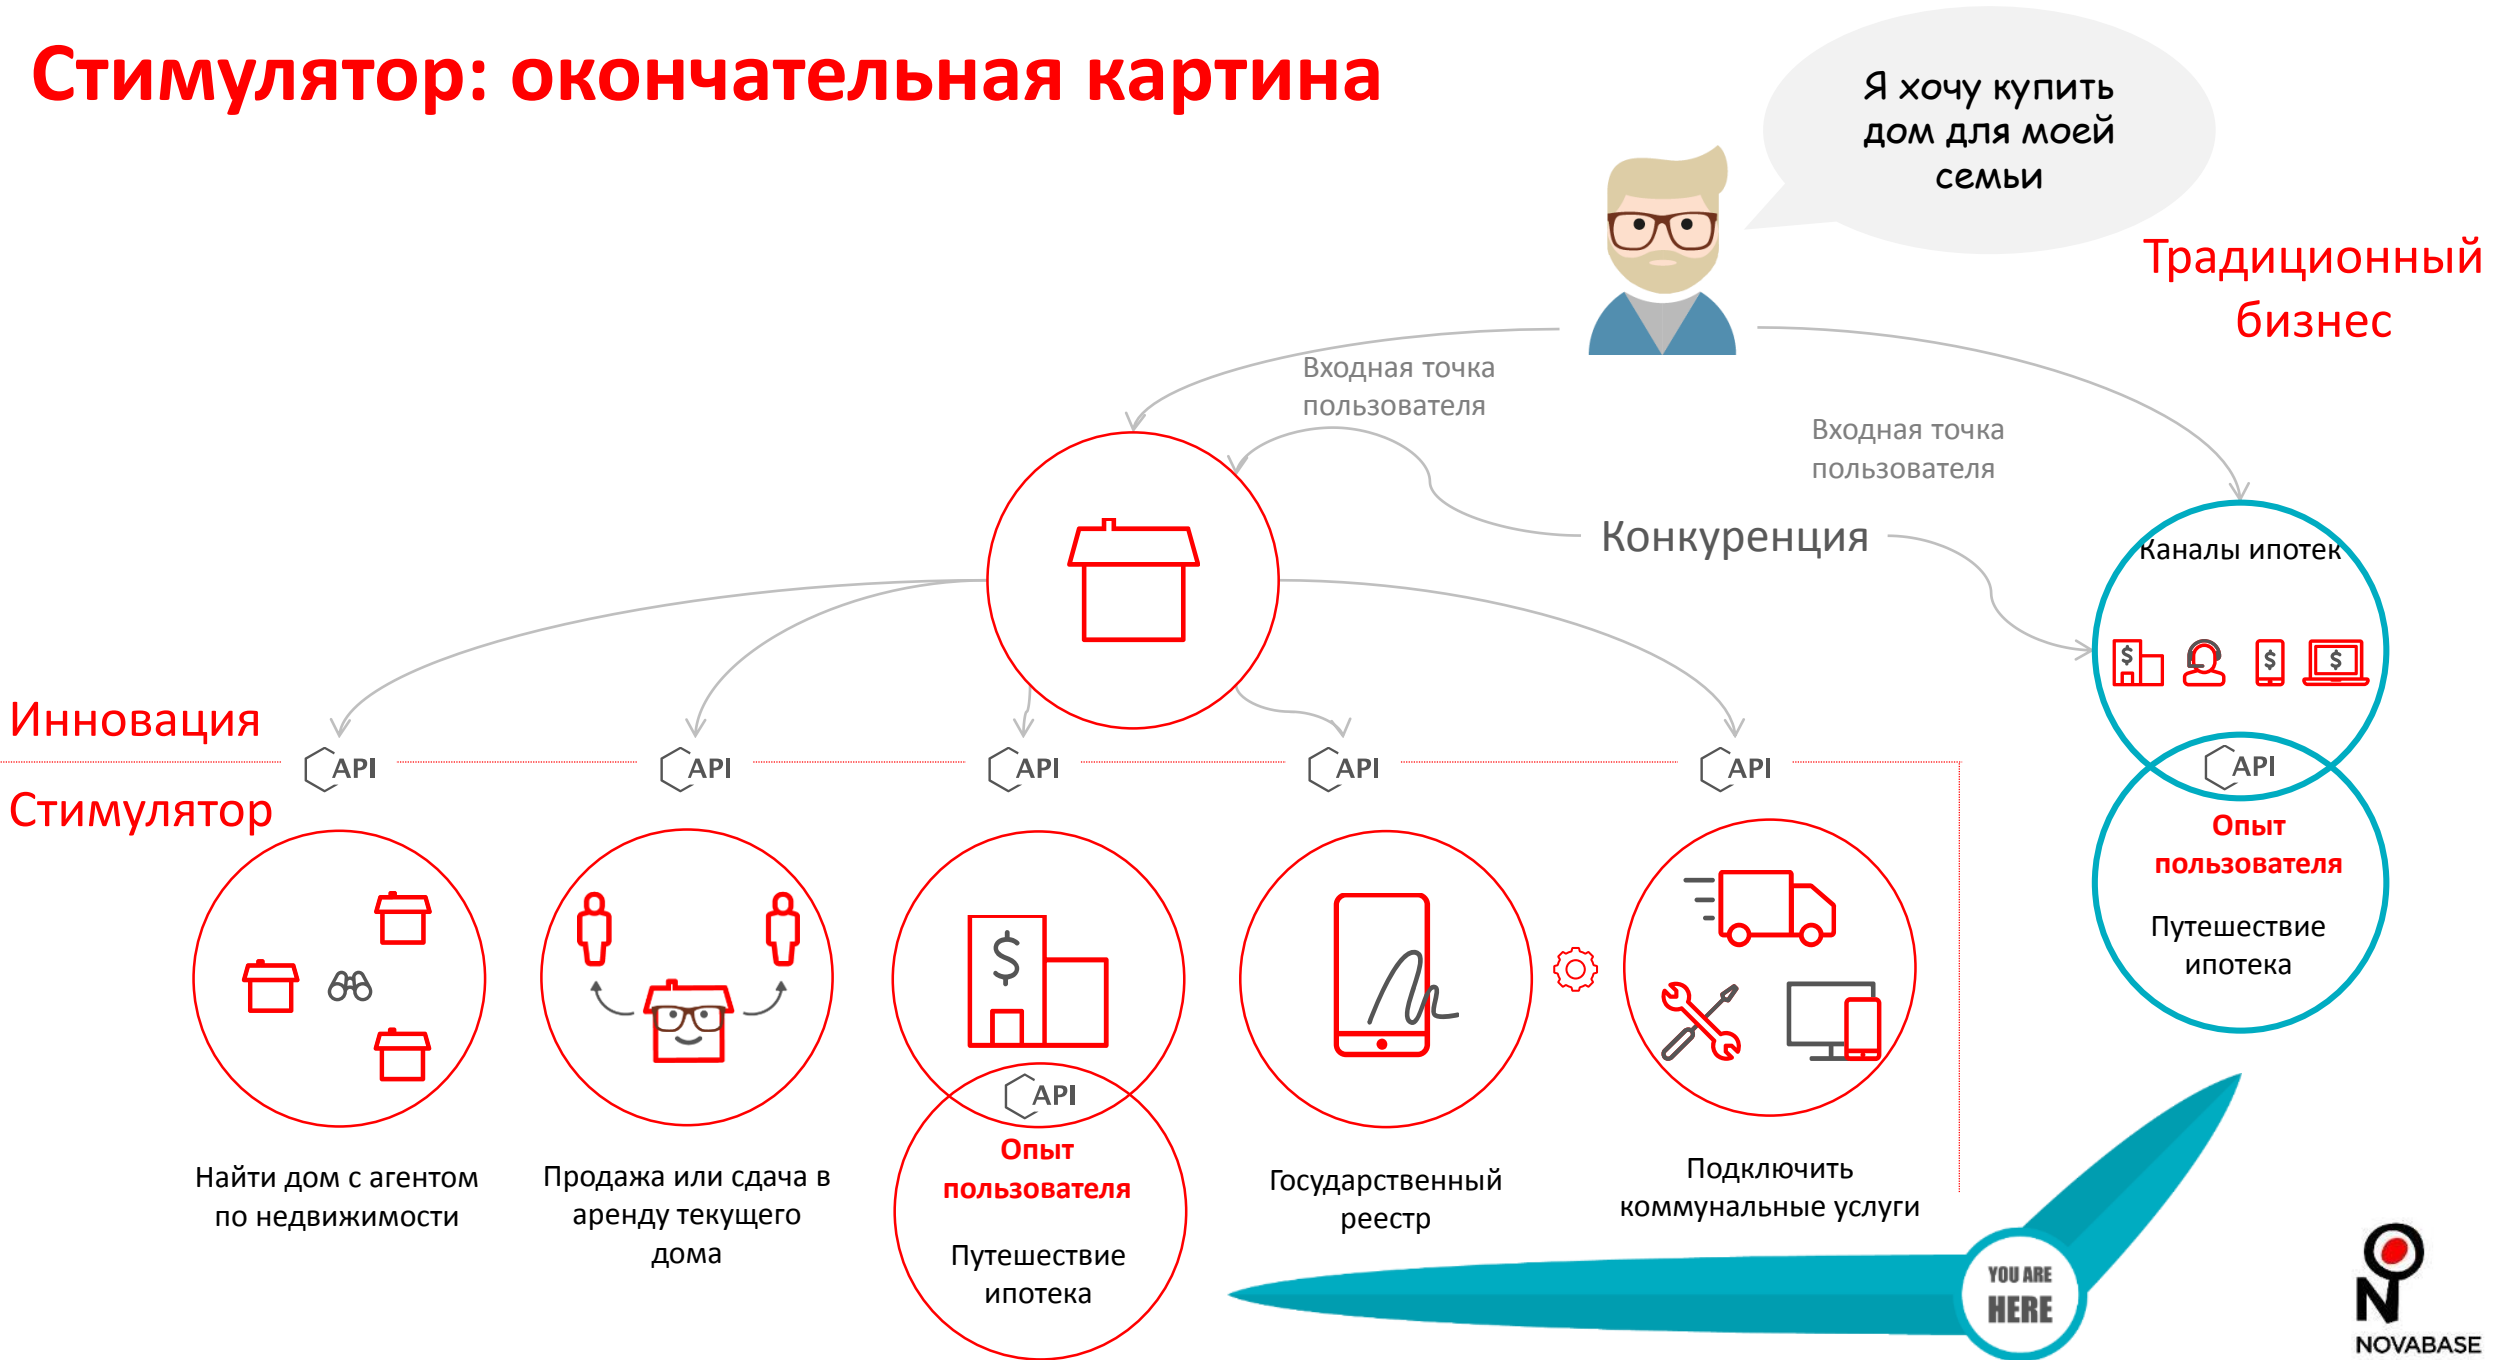 Стимулятор: окончательная картина
Я хочу купить
дом для моей
семьи
Традиционный
бизнес
Входная точка
пользователя
Входная точка
пользователя
Конкуренция
Каналы ипотек
$
$
$
Инновация
API
API
API
API
API
API
Стимулятор
Опыт
пользователя
Путешествие
ипотека
$
API
Опыт
пользователя
Путешествие
ипотека
Найти дом с агентом
по недвижимости
Продажа или сдача в
аренду текущего
дома
Государственный
реестр
Подключить
коммунальные услуги
YOU ARE
HERE
NOVABASE